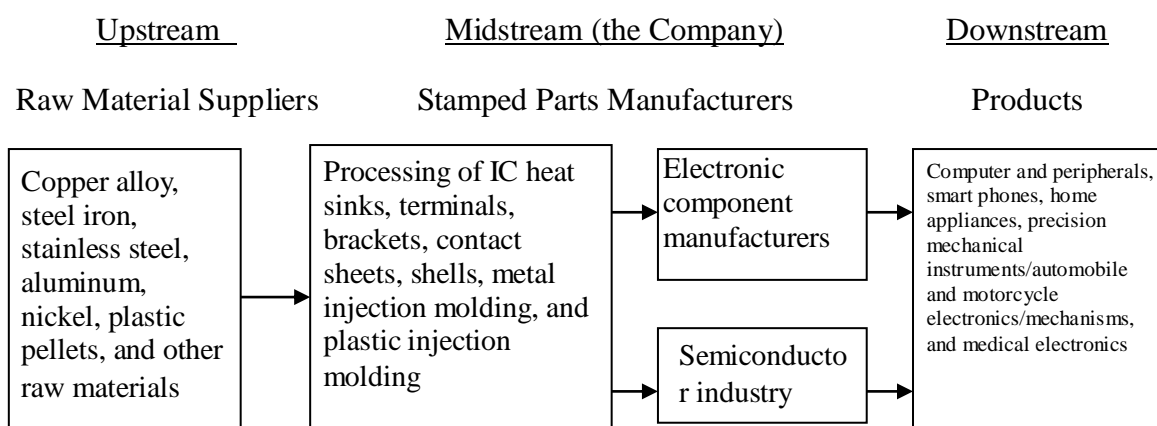 Upstream
Midstream (the Company)
Downstream
Raw Material Suppliers
Stamped Parts Manufacturers
Products
Copper alloy,
steel iron,
stainless steel,
aluminum,
nickel, plastic
pellets, and other
raw materials
Processing of IC heat
sinks, terminals,
brackets, contact
sheets, shells, metal
injection molding, and
plastic injection
molding
Electronic
component
manufacturers
Semiconducto
r industry
Computer and peripherals,
smart phones, home
appliances, precision
mechanical
instruments/automobile
and motorcycle
electronics/mechanisms,
and medical electronics